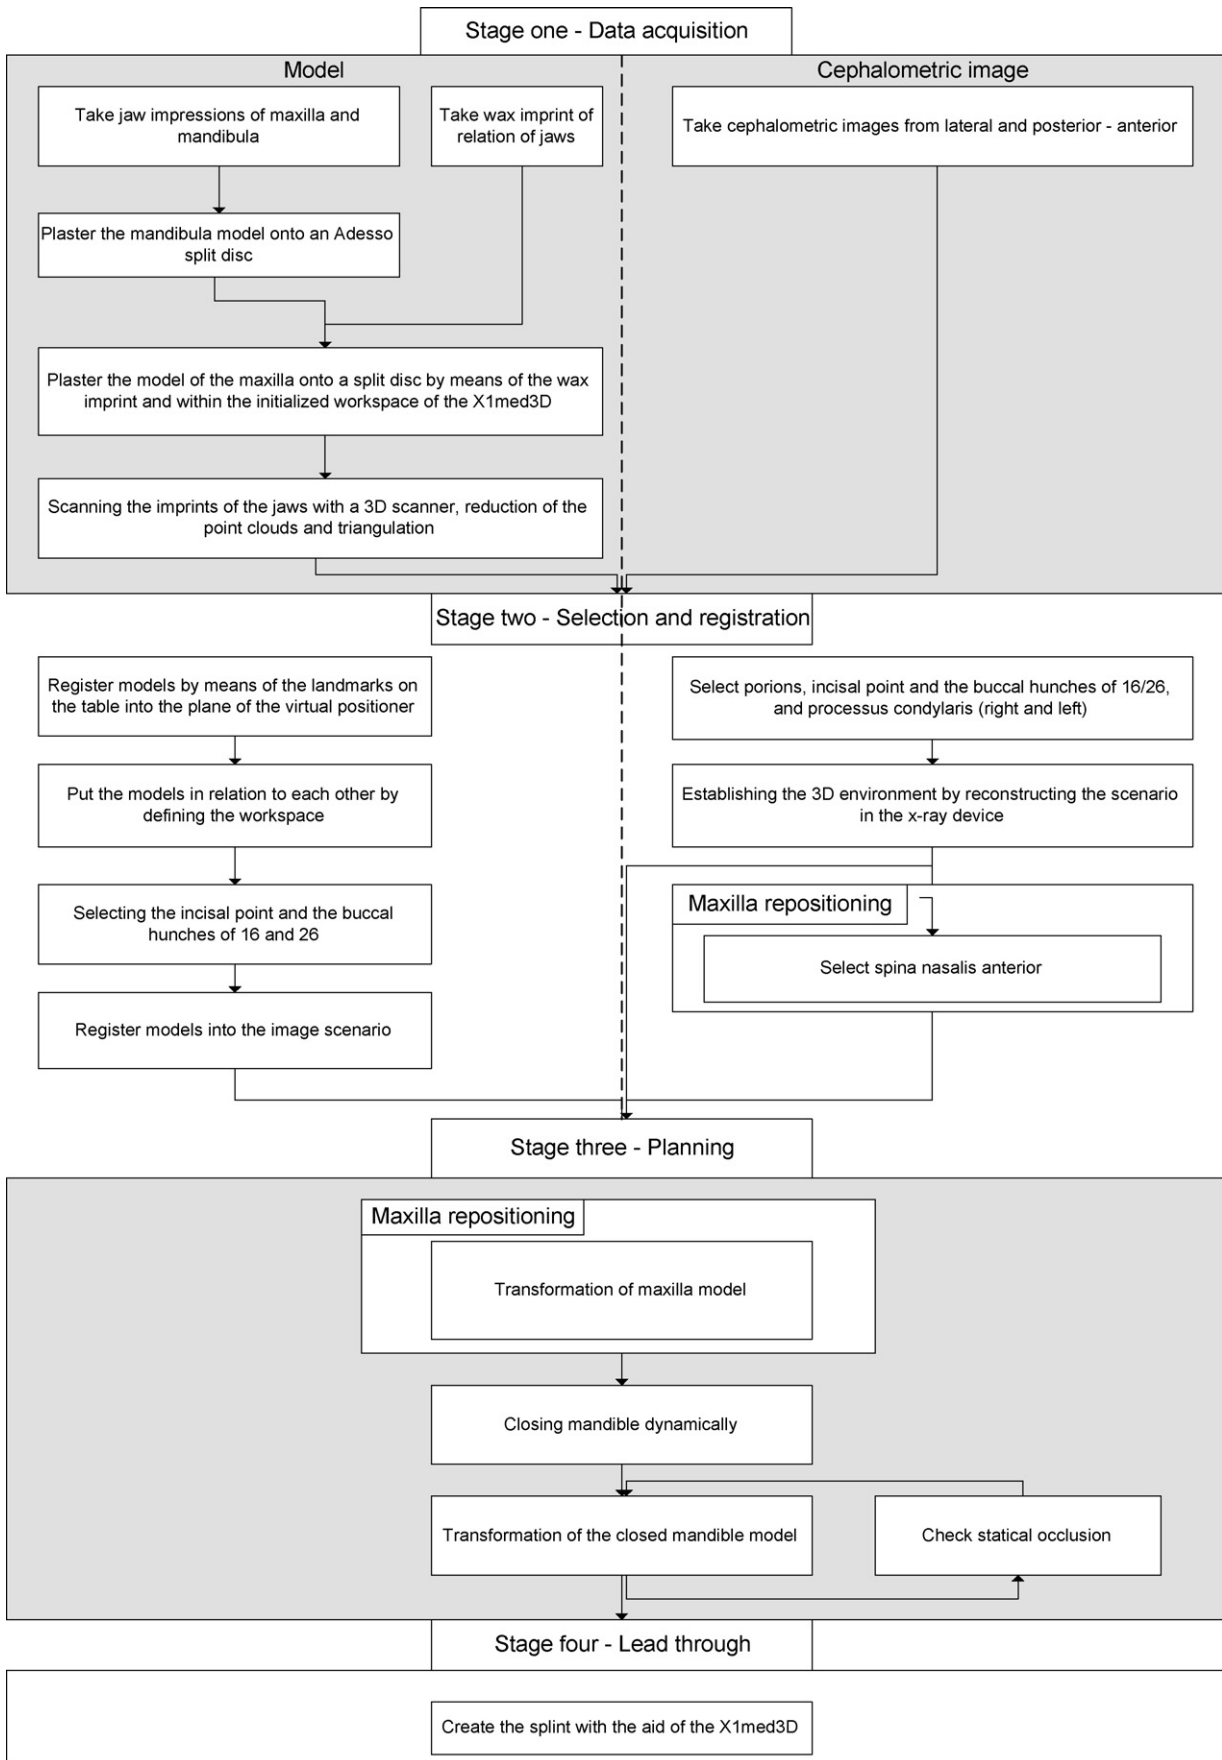 Stage one - Data acquisition
Model
Cephalometric image
Take jaw impressions of maxilla and
mandibula
Take wax imprint of
relation of jaws
Take cephalometric images from lateral and posterior - anterior
Plaster the mandibula model onto an Adesso
split disc
Plaster the model of the maxilla onto a split disc by means of the wax
imprint and within the initialized workspace of the X1med3D
Scanning the imprints of the jaws with a 3D scanner, reduction of the
point clouds and triangulation
Stage two - Selection and registration
Register models by means of the landmarks on
the table into the plane of the virtual positioner
Select porions, incisal point and the buccal hunches of 16/26,
and processus condylaris (right and left)
Put the models in relation to each other by
defining the workspace
Establishing the 3D environment by reconstructing the scenario
in the x-ray device
Selecting the incisal point and the buccal
hunches of 16 and 26
Maxilla repositioning
Select spina nasalis anterior
Register models into the image scenario
Stage three - Planning
Maxilla repositioning
Transformation of maxilla model
Closing mandible dynamically
Transformation of the closed mandible model
Check statical occlusion
Stage four - Lead through
Create the splint with the aid of the X1med3D